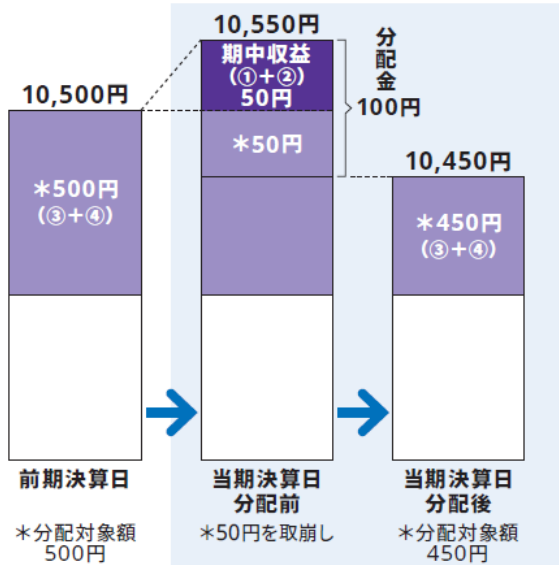 10,500円
＊500円
（③＋④）
前期決算日
＊分配対象額
500円
10,550円
期中収益
（①＋②）
50円
＊50円
分配金
100円
当期決算日
分配前
＊50円を取崩し
10,450円
＊450円
（③＋④）
当期決算日
分配後
＊分配対象額
450円